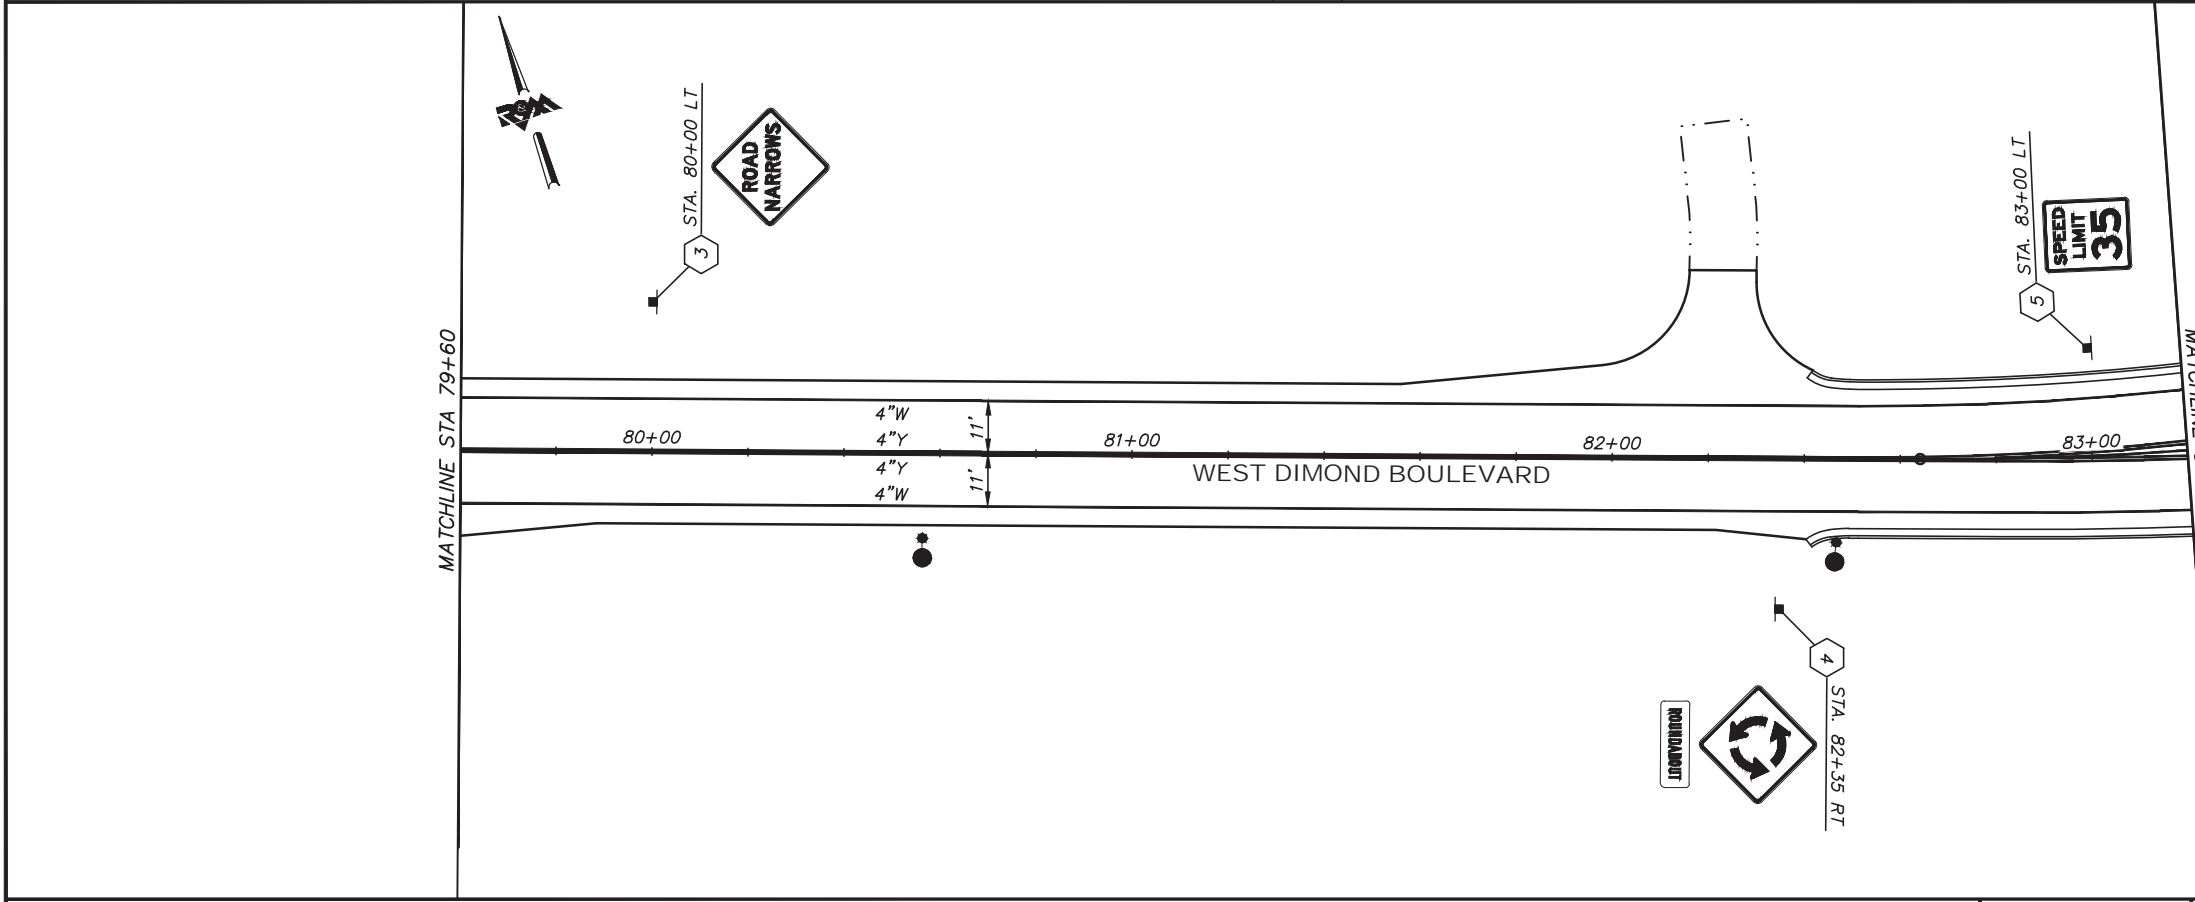 MATCHLINE STA 79+60
STA. 80+00 LT
3
ROAD
NARROWS
STA. 83+00 LT
5
SPEED
LIMIT
35
80+00
4"W
4"Y
4"Y
4"W
11'
11'
81+00
82+00
83+00
WEST DIMOND BOULEVARD
4
STA. 82+35 RT
ROUNDABOUT